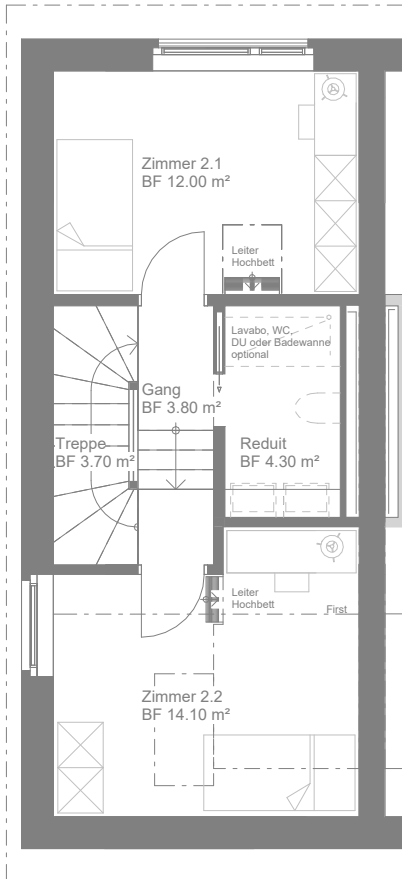 Zimmer 2.1
BF 12.00 m²
Leiter
Hochbett
Lavabo, WC,
DU oder Badewanne
optional
Gang
BF 3.80 m²
Treppe
BF 3.70 m²
Reduit
BF 4.30 m²
Leiter
Hochbett
First
Zimmer 2.2
BF 14.10 m²